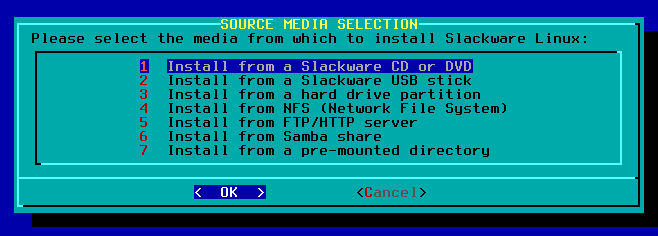 SOURCE MEDIA SELECTION
Please select the media from which to install Slackware Linux:
1 Install from a Slackware CD or DVD
2 Install from a Slackware USB stick
3 Install from a hard drive partition
4 Install from NFS (Network File System)
5 Install from FTP/HTTP server
6 Install from Samba share
7 Install from a pre-mounted directory
< OK > <Cancel>